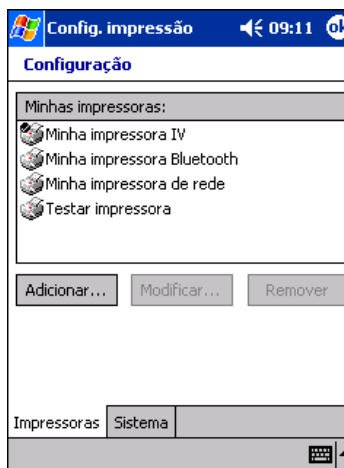 Config. impressão 09:11 ok
Configuração
Minhas impressoras:
Minha impressora IV
Minha impressora Bluetooth
Minha impressora de rede
Testar impressora
Adicionar... Modificar... Remover
Impressoras Sistema